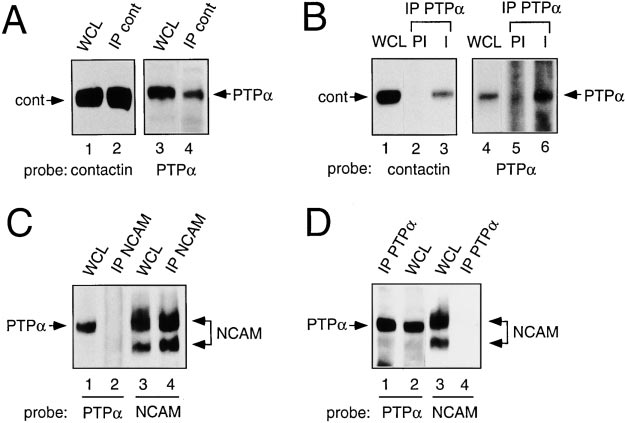 A
WCL
IP cont
WCL
IP cont
cont
PTPα
1 2 3 4
probe: contactin PTPα
B
IP PTPα IP PTPα
WCL PI I WCL PI I
cont
PTPα
1 2 3 4 5 6
probe: contactin PTPα
C
WCL
IP NCAM
WCL
IP NCAM
PTPα
NCAM
1 2 3 4
probe: PTPα NCAM
D
IP PTPα
WCL
WCL
IP PTPα
PTPα
NCAM
1 2 3 4
probe: PTPα NCAM